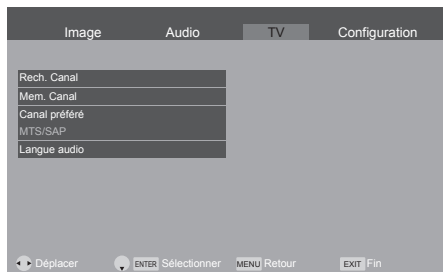 Image Audio TV Configuration
Rech. Canal
Mem. Canal
Canal préféré
MTS/SAP
Langue audio
Déplacer ENTER Sélectionner MENU Retour EXIT Fin